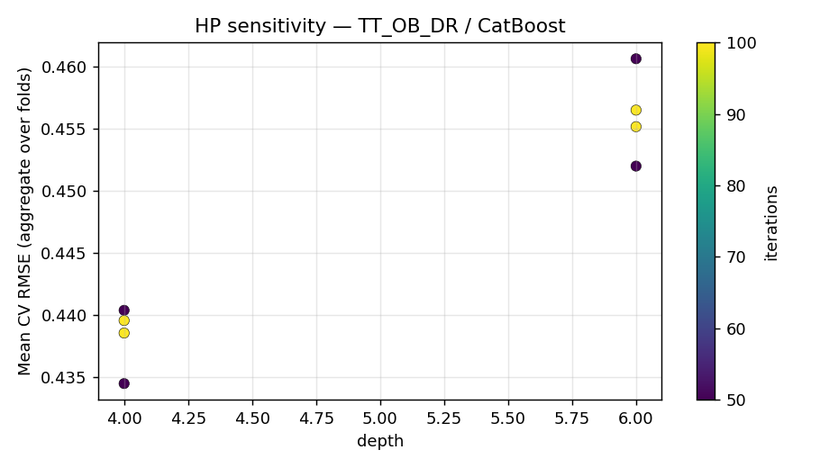 HP sensitivity — TT_OB_DR / CatBoost
Mean CV RMSE (aggregate over folds)
0.460
0.455
0.450
0.445
0.440
0.435
4.00 4.25 4.50 4.75 5.00 5.25 5.50 5.75 6.00
depth
100
90
80
70
60
50
iterations